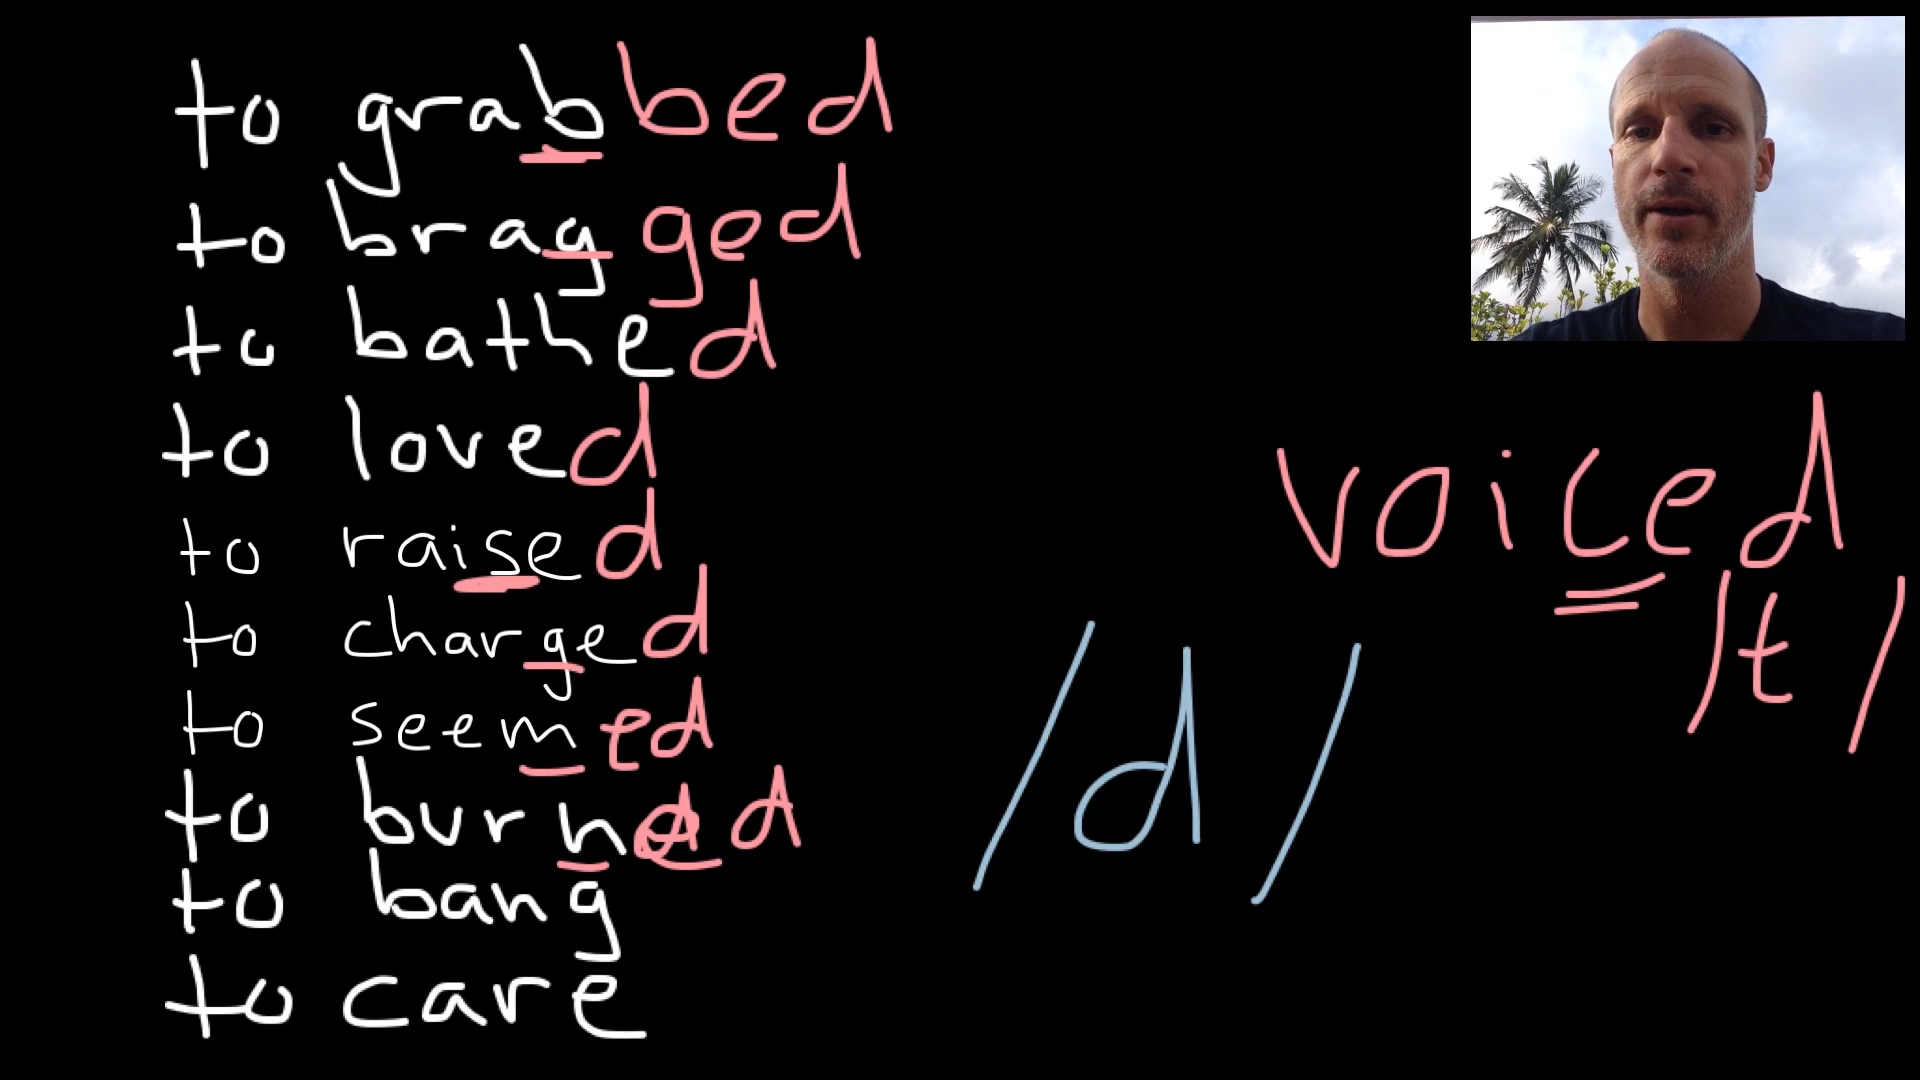 to grabbed
to bragged
to bathed
to loved
to raised
to charged
to seemed
to burned
to bang
to care
voiced
/t/
/d/